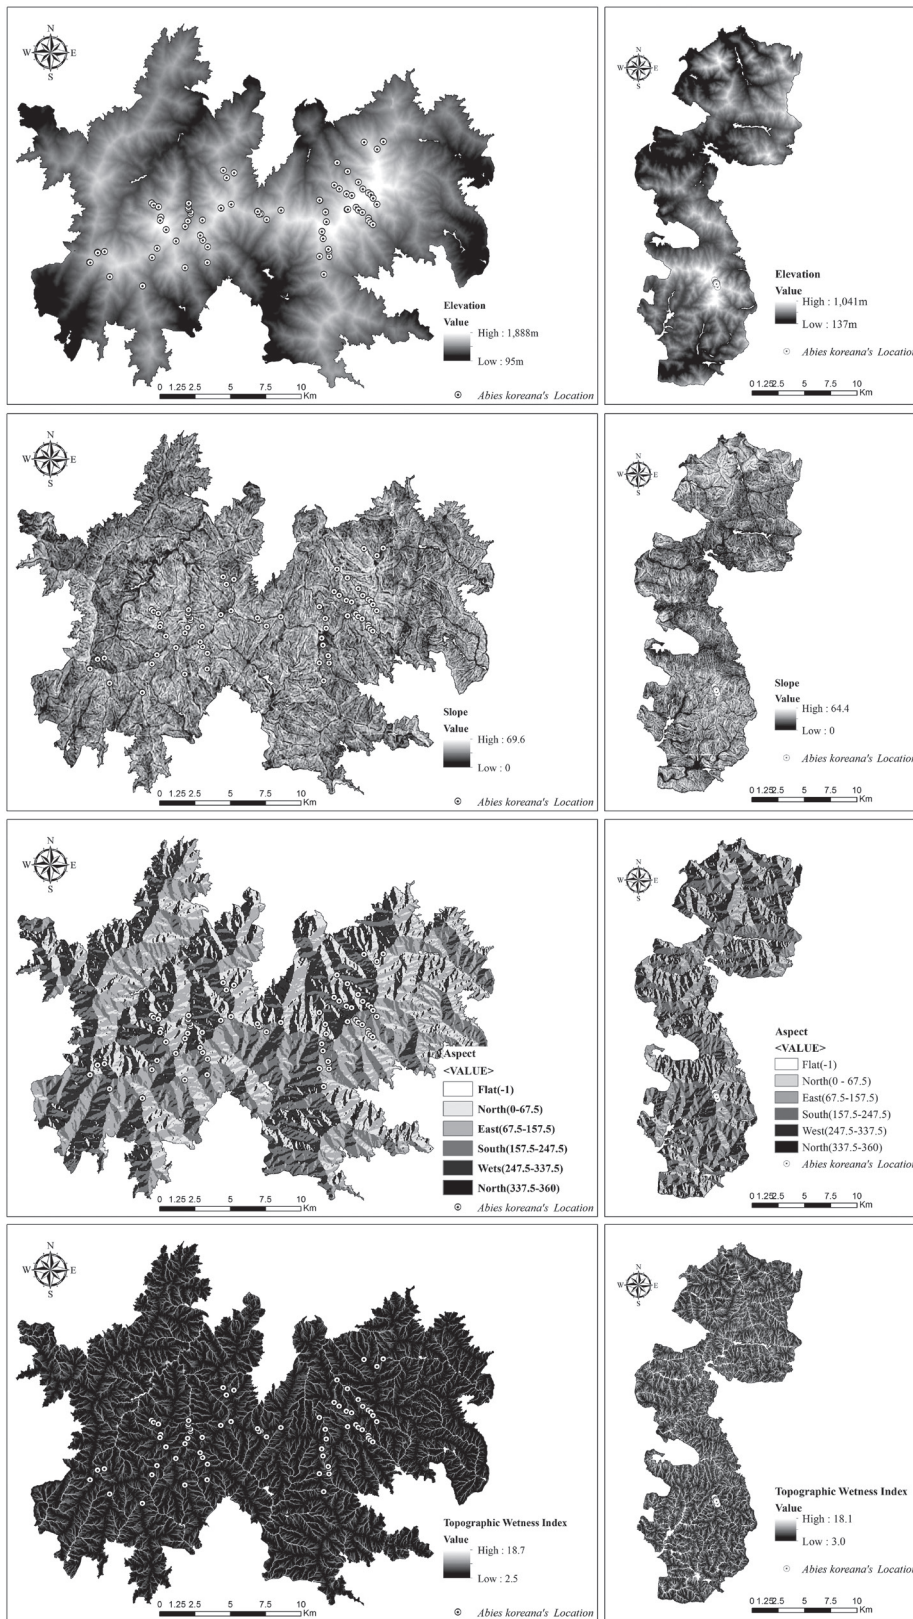 N
W E
S
Elevation
Value
High : 1,888m
Low : 95m
0 1.25 2.5 5 7.5 10
Km
Abies koreana's Location
N
W E
S
Elevation
Value
High : 1,041m
Low : 137m
Abies koreana's Location
0 1.252.5 5 7.5 10
Km
N
W E
S
Slope
Value
High : 69.6
Low : 0
0 1.25 2.5 5 7.5 10
Km
Abies koreana's Location
N
W E
S
Slope
Value
High : 64.4
Low : 0
Abies koreana's Location
0 1.252.5 5 7.5 10
Km
N
W E
S
Aspect
<VALUE>
Flat(-1)
North(0-67.5)
East(67.5-157.5)
South(157.5-247.5)
Wets(247.5-337.5)
North(337.5-360)
0 1.25 2.5 5 7.5 10
Km
Abies koreana's Location
N
W E
S
Aspect
<VALUE>
Flat(-1)
North(0 - 67.5)
East(67.5-157.5)
South(157.5-247.5)
West(247.5-337.5)
North(337.5-360)
Abies koreana's Location
0 1.252.5 5 7.5 10
Km
N
W E
S
Topographic Wetness Index
Value
High : 18.7
Low : 2.5
0 1.25 2.5 5 7.5 10
Km
Abies koreana's Location
N
W E
S
Topographic Wetness Index
Value
High : 18.1
Low : 3.0
Abies koreana's Location
0 1.252.5 5 7.5 10
Km